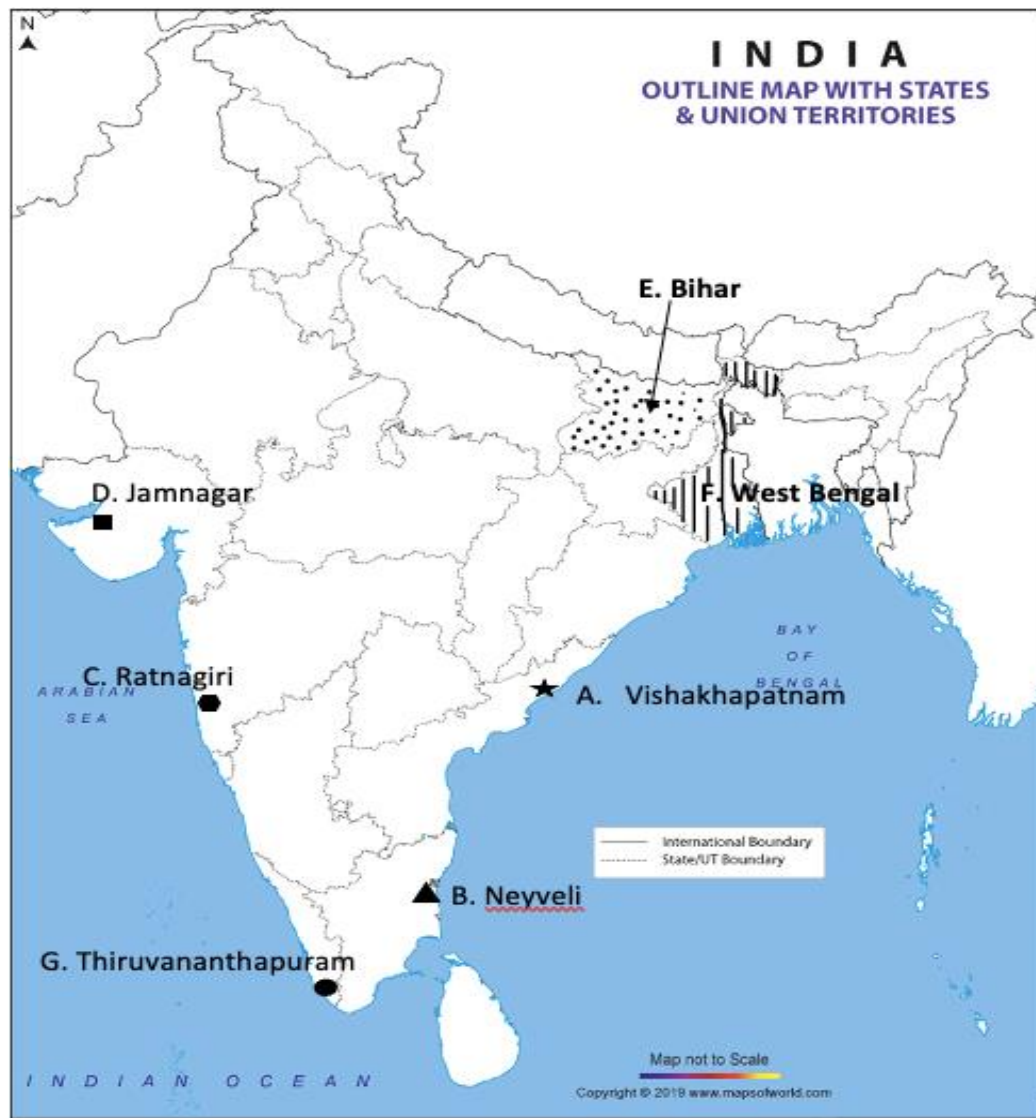 N
I N D I A
OUTLINE MAP WITH STATES
& UNION TERRITORIES
E. Bihar
D. Jamnagar
F. West Bengal
BAY
OF
BENGAL
C. Ratnagiri
ARABIAN
SEA
A. Vishakhapatnam
International Boundary
State/UT Boundary
B. Neyveli
G. Thiruvananthapuram
Map not to Scale
INDIAN OCEAN
Copyright © 2019 www.mapsofworld.com